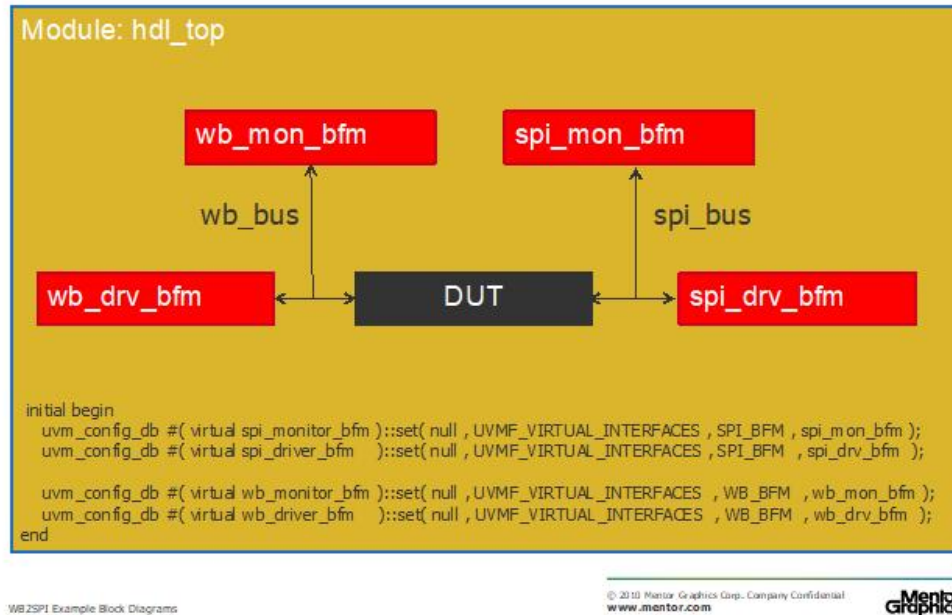 Module: hdl_top
wb_mon_bfm
spi_mon_bfm
wb_bus
spi_bus
wb_drv_bfm
DUT
spi_drv_bfm
initial begin
uvm_config_db #( virtual spi_monitor_bfm )::set( null , UVMF_VIRTUAL_INTERFACES , SPI_BFM , spi_mon_bfm );
uvm_config_db #( virtual spi_driver_bfm )::set( null , UVMF_VIRTUAL_INTERFACES , SPI_BFM , spi_drv_bfm );
uvm_config_db #( virtual wb_monitor_bfm )::set( null , UVMF_VIRTUAL_INTERFACES , WB_BFM , wb_mon_bfm );
uvm_config_db #( virtual wb_driver_bfm )::set( null , UVMF_VIRTUAL_INTERFACES , WB_BFM , wb_drv_bfm );
end
WB2SPI Example Block Diagrams
© 2010 Mentor Graphics Corp. Company Confidential
www.mentor.com